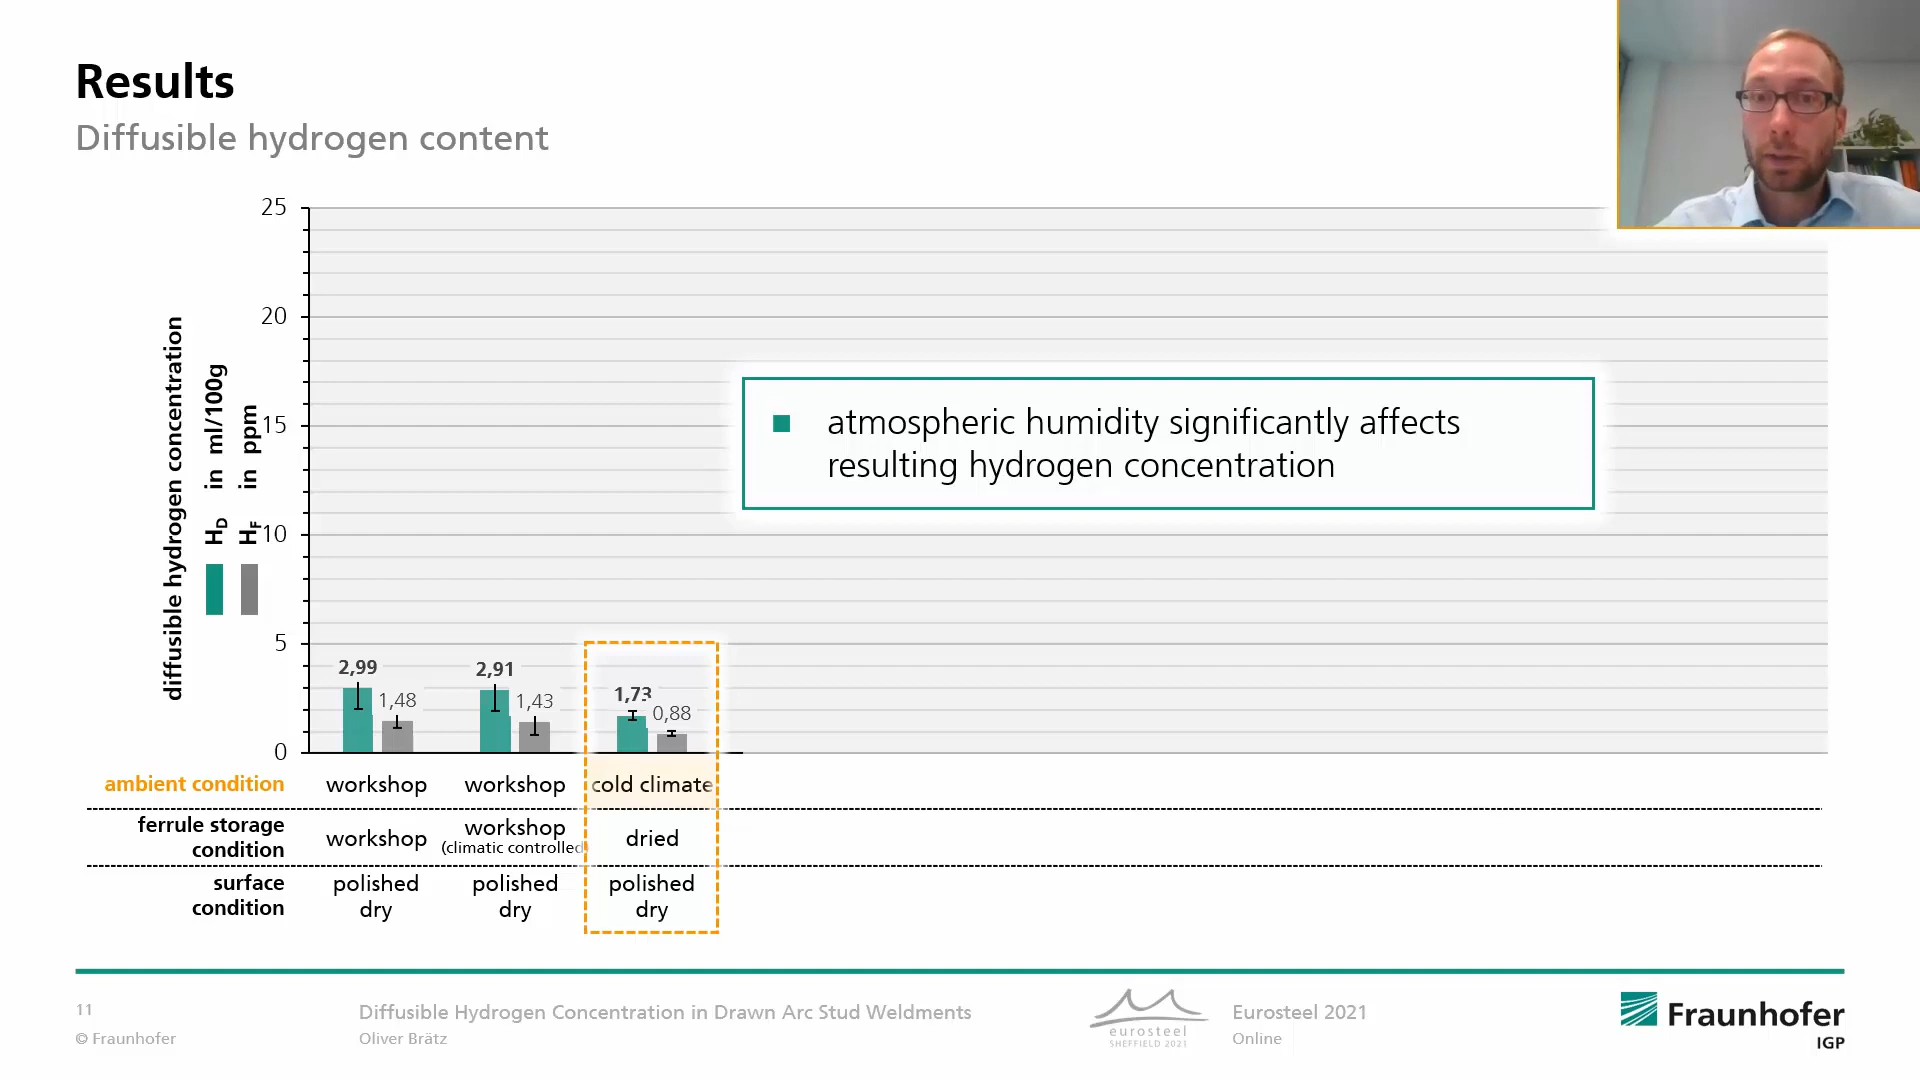 Results
Diffusible hydrogen content
diffusible hydrogen concentration
HD in ml/100g
HF in ppm
25
20
15
10
5
0
2,99
1,48
2,91
1,43
1,73
0,88
ambient condition workshop workshop cold climate
ferrule storage condition workshop workshop (climatic controlled dried
surface condition polished dry polished dry polished dry
atmospheric humidity significantly affects
resulting hydrogen concentration
11
© Fraunhofer
Diffusible Hydrogen Concentration in Drawn Arc Stud Weldments
Oliver Brätz
eurosteel
SHEFFIELD 2021
Eurosteel 2021
Online
Fraunhofer
IGP